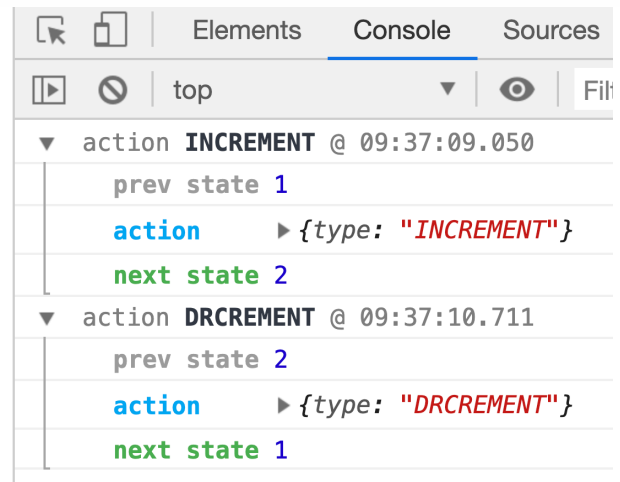 Elements Console Sources
top Filt
action INCREMENT @ 09:37:09.050
prev state 1
action {type: "INCREMENT"}
next state 2
action DRCREMENT @ 09:37:10.711
prev state 2
action {type: "DRCREMENT"}
next state 1